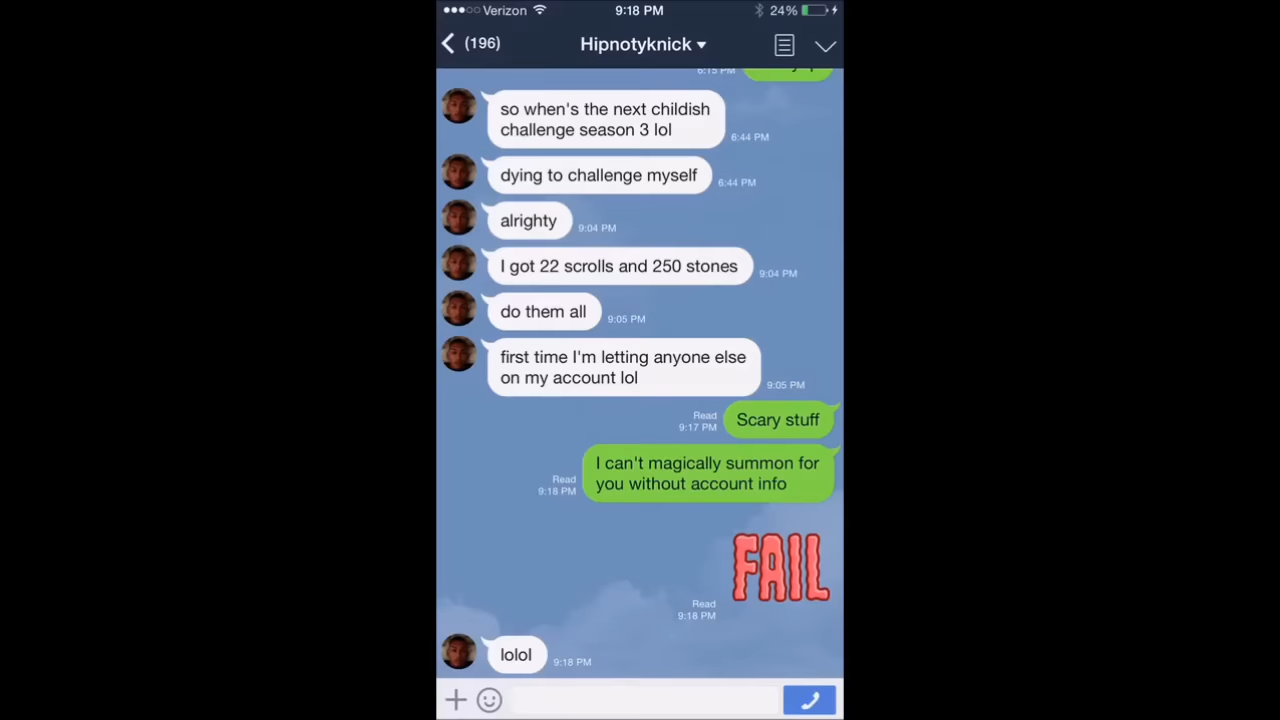 Verizon 9:18 PM 24%
(196) Hipnotyknick
6:15 PM
so when's the next childish
challenge season 3 lol
6:44 PM
dying to challenge myself
6:44 PM
alrighty
9:04 PM
I got 22 scrolls and 250 stones
9:04 PM
do them all
9:05 PM
first time I'm letting anyone else
on my account lol
9:05 PM
Read
9:17 PM
Scary stuff
I can't magically summon for
you without account info
Read
9:18 PM
FAIL
Read
9:18 PM
lolol
9:18 PM